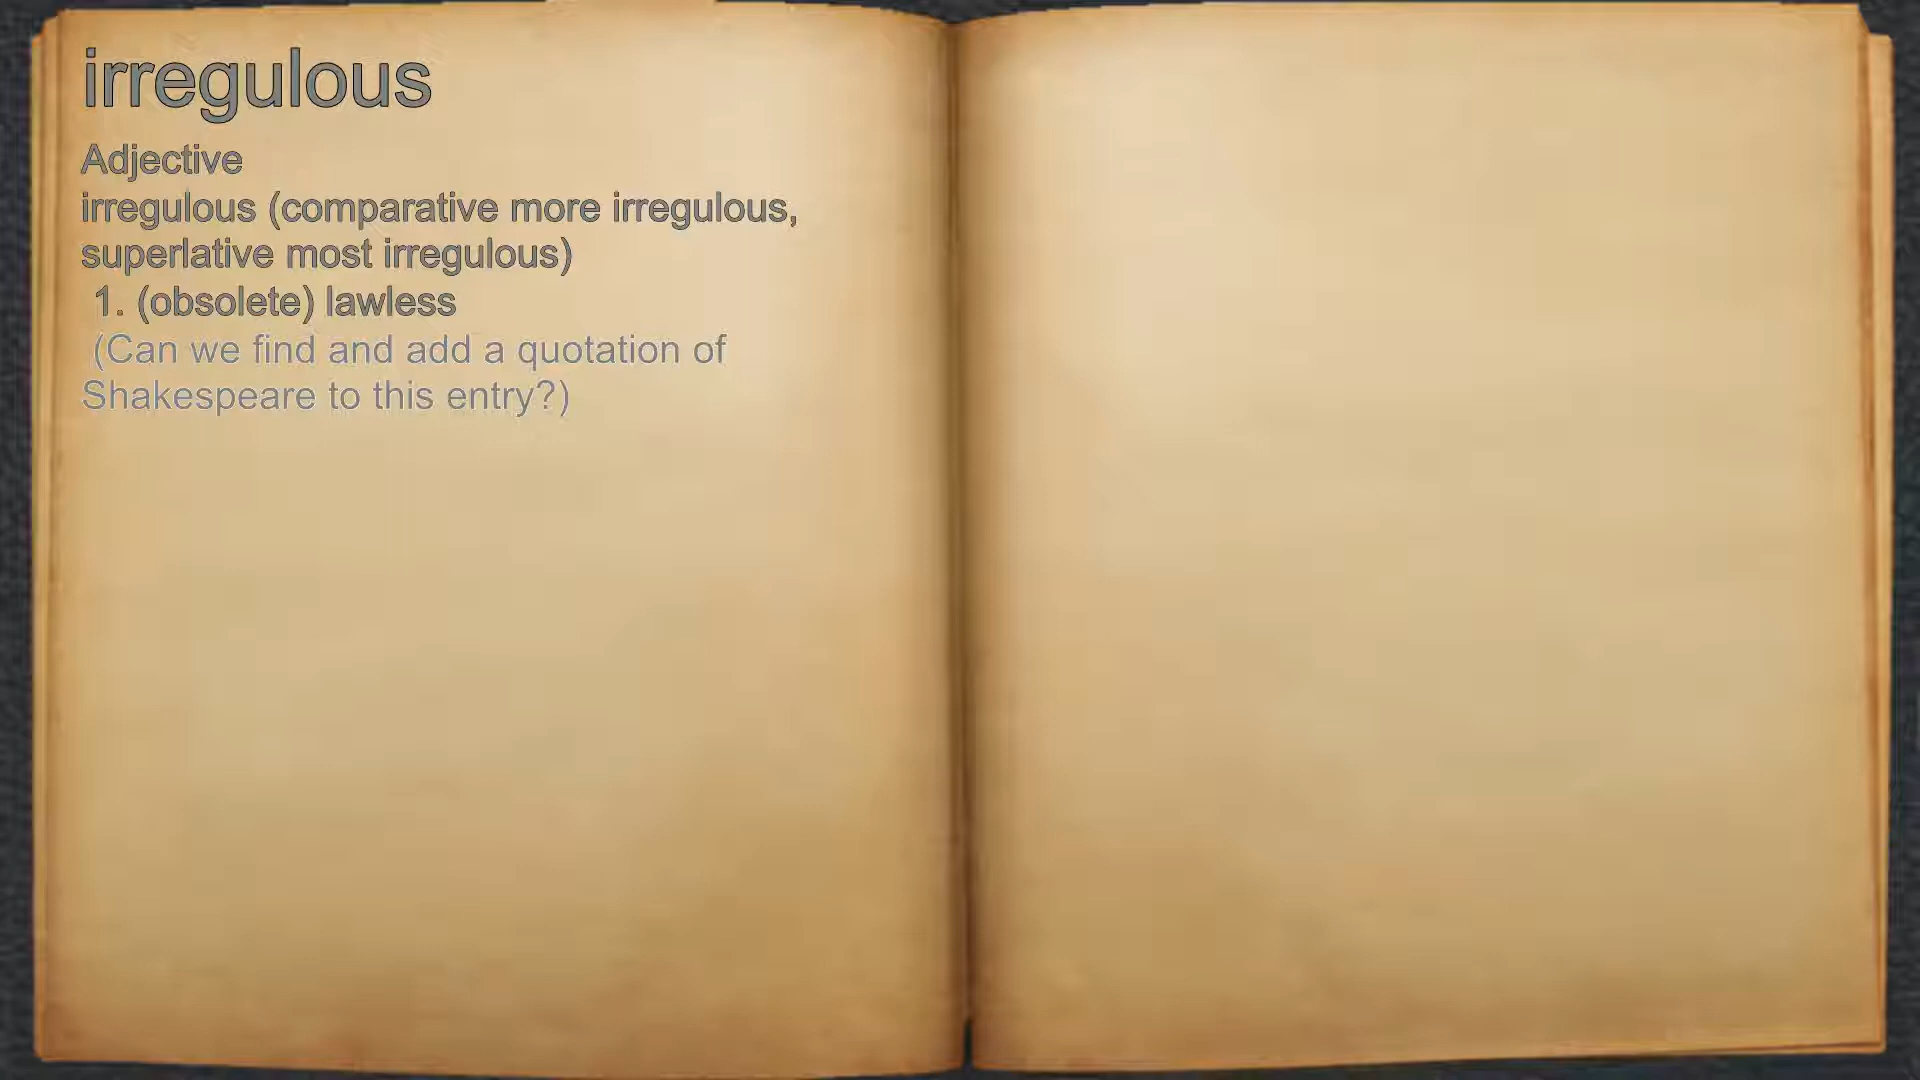 irregulous
Adjective
irregulous (comparative more irregulous,
superlative most irregulous)
1. (obsolete) lawless
(Can we find and add a quotation of
Shakespeare to this entry?)